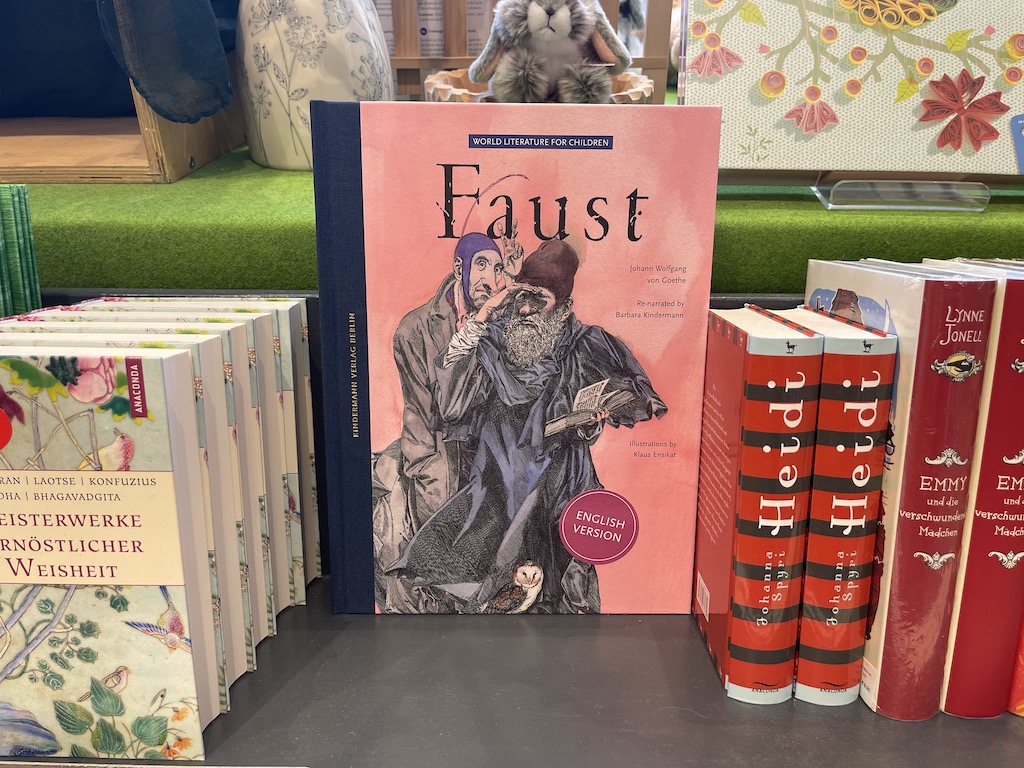 WORLD LITERATURE FOR CHILDREN
Faust
Johann Wolfgang
von Goethe
Re-narrated by
Barbara Kindermann
Illustrations by
Klaus Ensikat
ENGLISH
VERSION
KINDERMANN VERLAG BERLIN
ANACONDA
LAOTSE | KONFUZIUS
BHAGAVADGITA
WEISHEIT
Heidi
Johanna
Spyri
ANACONDA
Heidi
Johanna
Spyri
ANACONDA
LYNNE
JONELL
EMMY
und die
verschwundenen
Mädchen